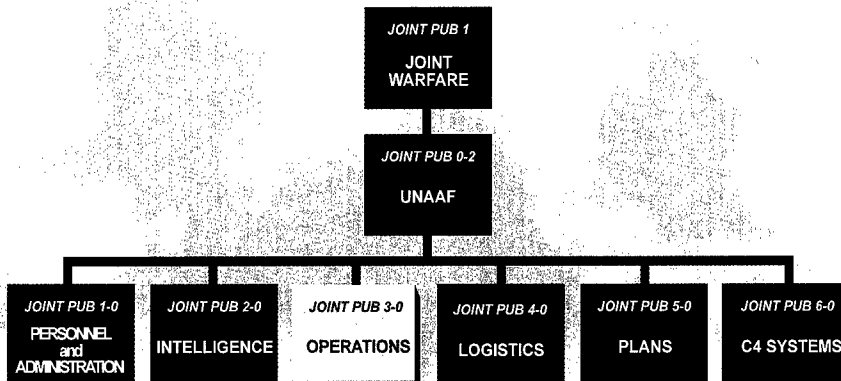 JOINT PUB 1
JOINT
WARFARE
JOINT PUB 0-2
UNAAF
JOINT PUB 1-0
PERSONNEL
and
ADMINISTRATION
JOINT PUB 2-0
INTELLIGENCE
JOINT PUB 3-0
OPERATIONS
JOINT PUB 4-0
LOGISTICS
JOINT PUB 5-0
PLANS
JOINT PUB 6-0
C4 SYSTEMS